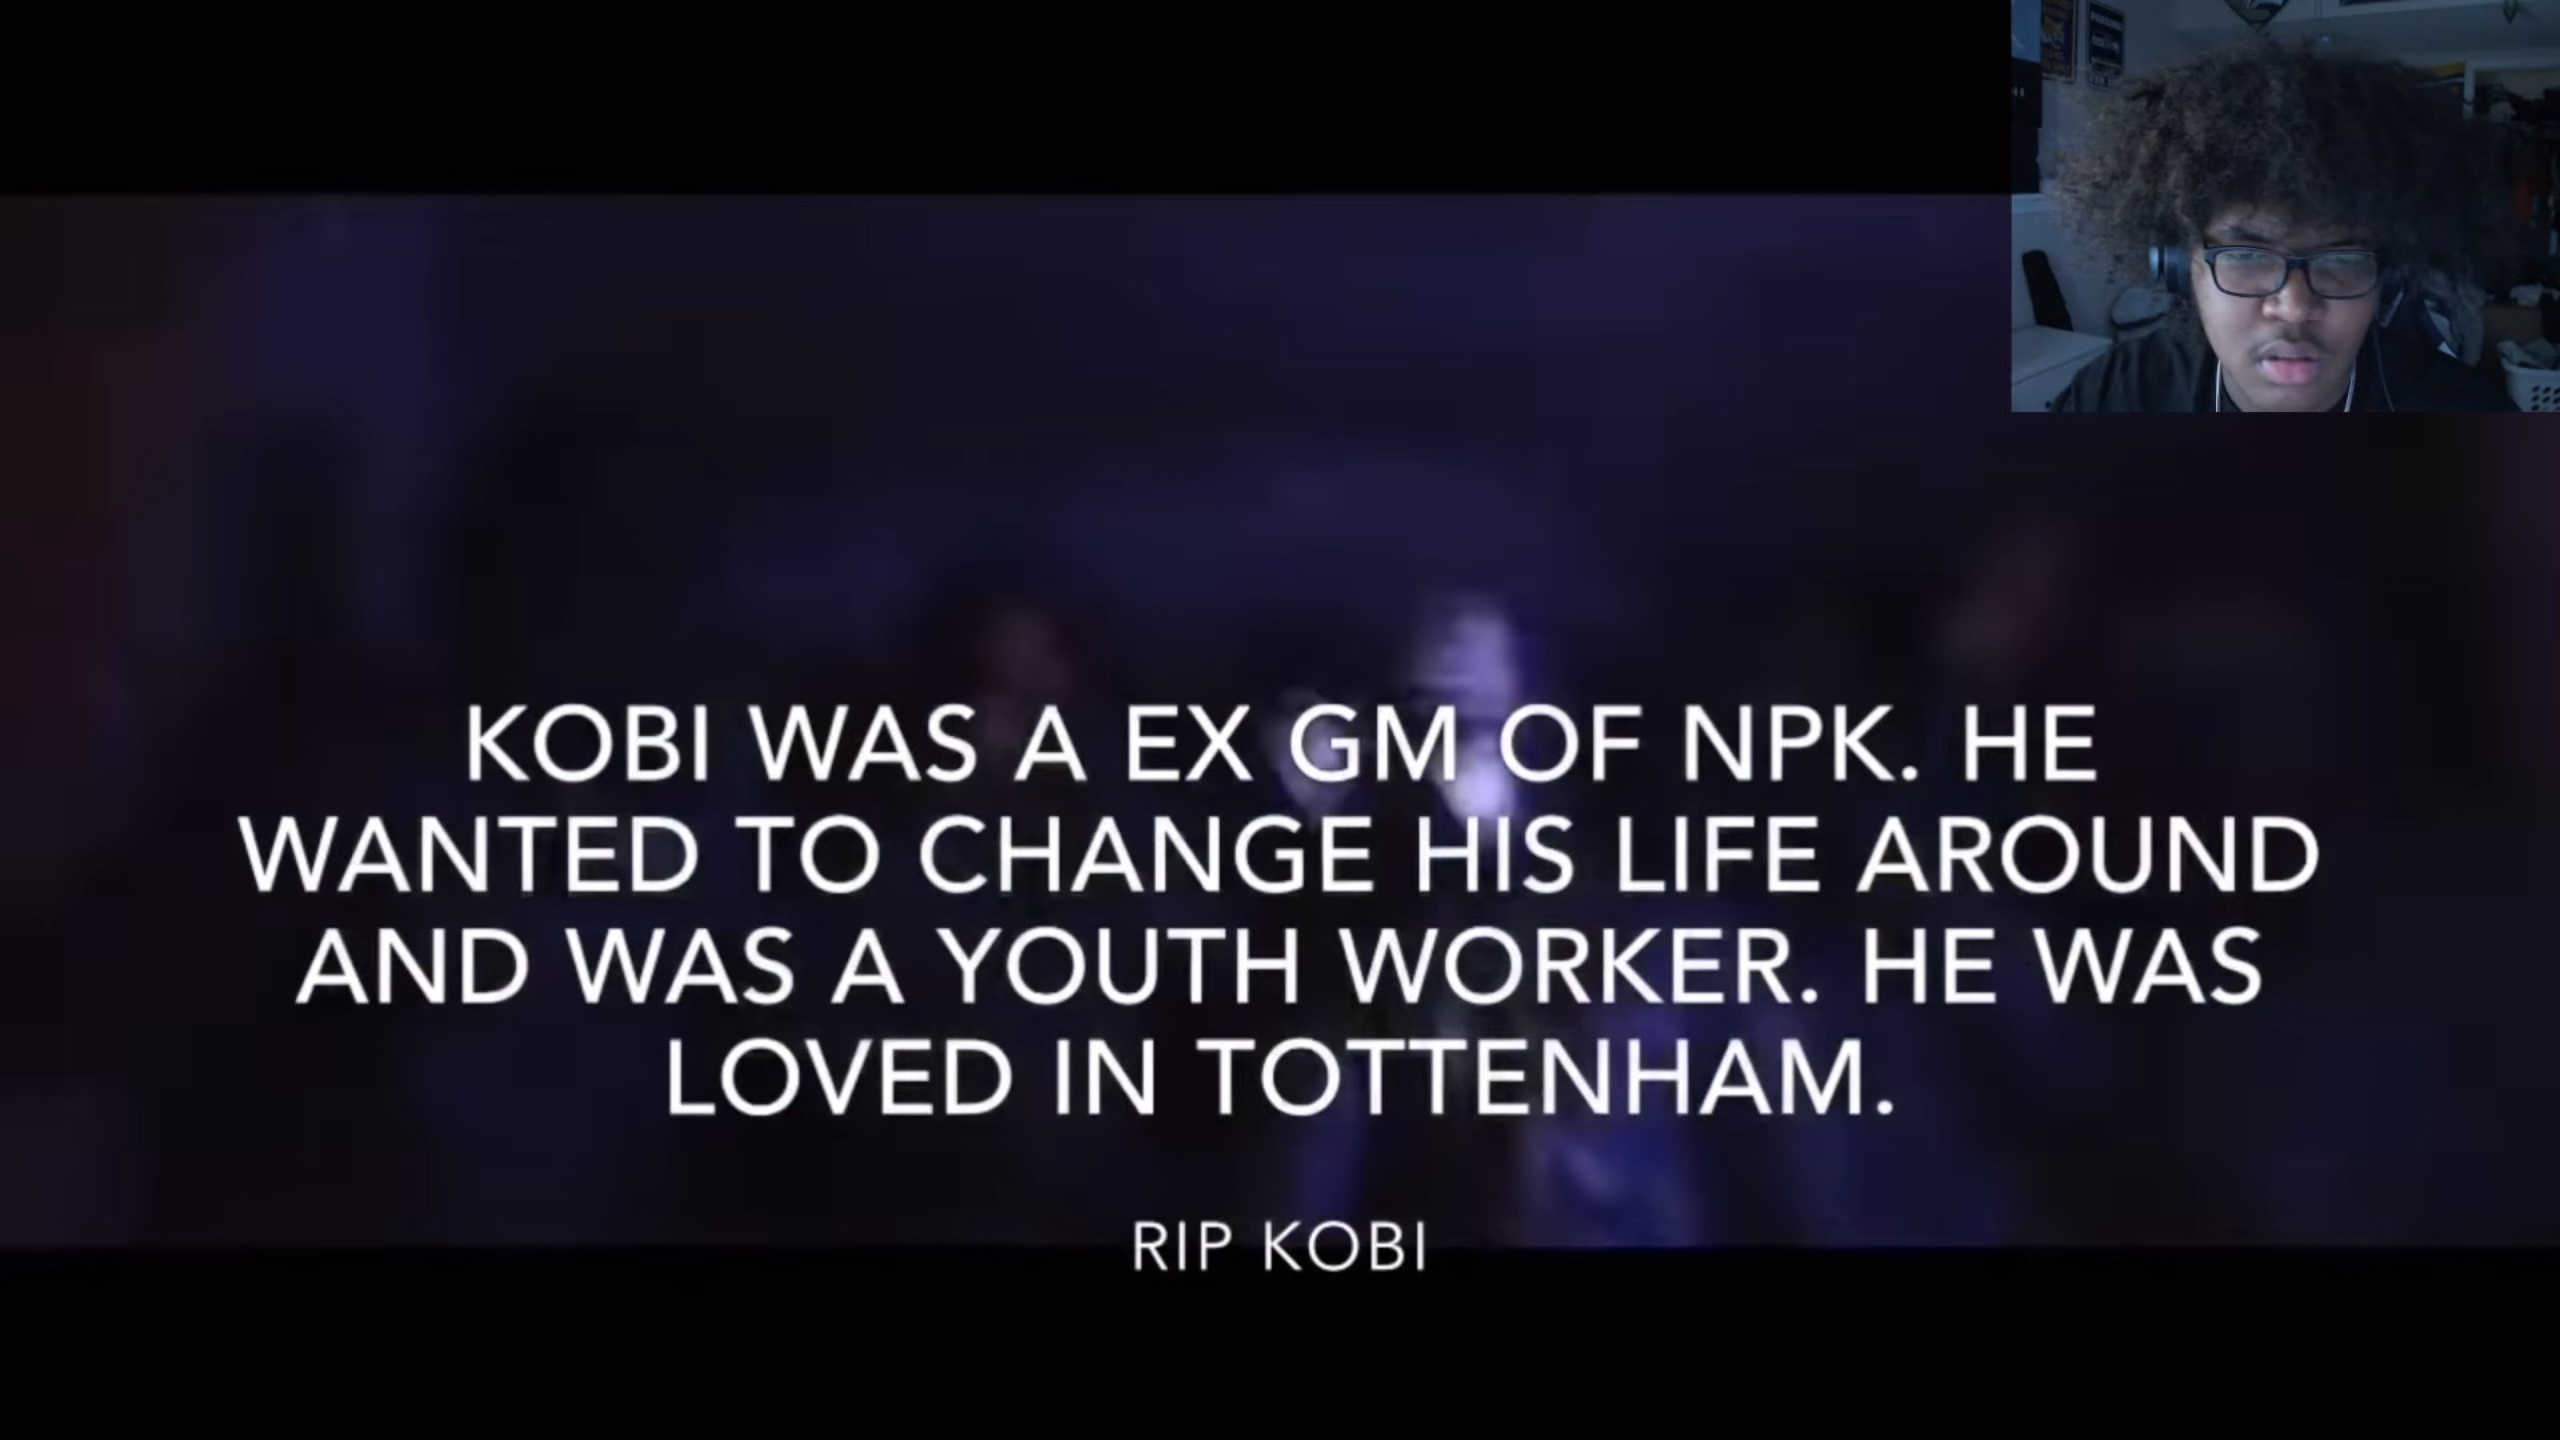 KOBI WAS A EX GM OF NPK. HE
WANTED TO CHANGE HIS LIFE AROUND
AND WAS A YOUTH WORKER. HE WAS
LOVED IN TOTTENHAM.
RIP KOBI